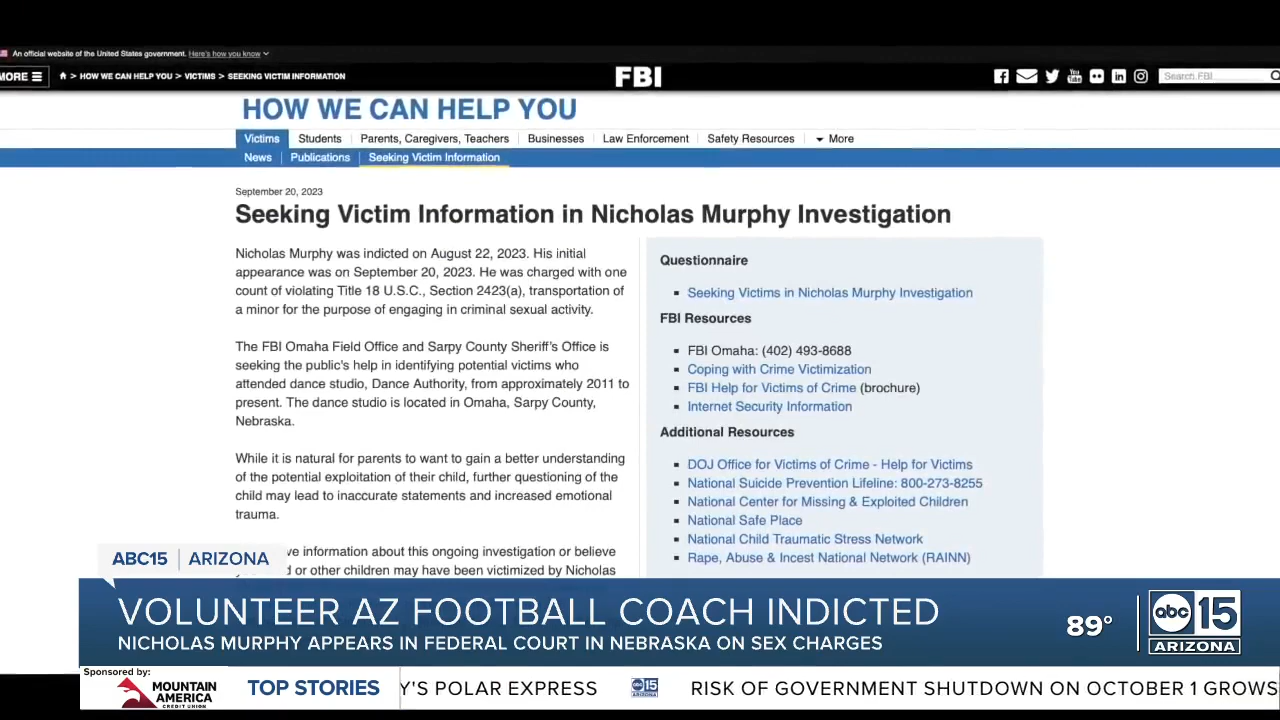 An official website of the United States government. Here's how you know
MORE > HOW WE CAN HELP YOU > VICTIMS > SEEKING VICTIM INFORMATION
FBI
Search FBI
HOW WE CAN HELP YOU
Victims Students Parents, Caregivers, Teachers Businesses Law Enforcement Safety Resources More
News Publications Seeking Victim Information
September 20, 2023
Seeking Victim Information in Nicholas Murphy Investigation
Nicholas Murphy was indicted on August 22, 2023. His initial
appearance was on September 20, 2023. He was charged with one
count of violating Title 18 U.S.C., Section 2423(a), transportation of
a minor for the purpose of engaging in criminal sexual activity.
The FBI Omaha Field Office and Sarpy County Sheriff's Office is
seeking the public's help in identifying potential victims who
attended dance studio, Dance Authority, from approximately 2011 to
present. The dance studio is located in Omaha, Sarpy County,
Nebraska.
While it is natural for parents to want to gain a better understanding
of the potential exploitation of their child, further questioning of the
child may lead to inaccurate statements and increased emotional
trauma.
ve information about this ongoing investigation or believe
d or other children may have been victimized by Nicholas
Questionnaire
Seeking Victims in Nicholas Murphy Investigation
FBI Resources
FBI Omaha: (402) 493-8688
Coping with Crime Victimization
FBI Help for Victims of Crime (brochure)
Internet Security Information
Additional Resources
DOJ Office for Victims of Crime - Help for Victims
National Suicide Prevention Lifeline: 800-273-8255
National Center for Missing & Exploited Children
National Safe Place
National Child Traumatic Stress Network
Rape, Abuse & Incest National Network (RAINN)
ABC15 ARIZONA
VOLUNTEER AZ FOOTBALL COACH INDICTED
NICHOLAS MURPHY APPEARS IN FEDERAL COURT IN NEBRASKA ON SEX CHARGES
89°
abc 15
ARIZONA
Sponsored by:
MOUNTAIN
AMERICA
CREDIT UNION
TOP STORIES
Y'S POLAR EXPRESS abc 15 ARIZONA RISK OF GOVERNMENT SHUTDOWN ON OCTOBER 1 GROWS